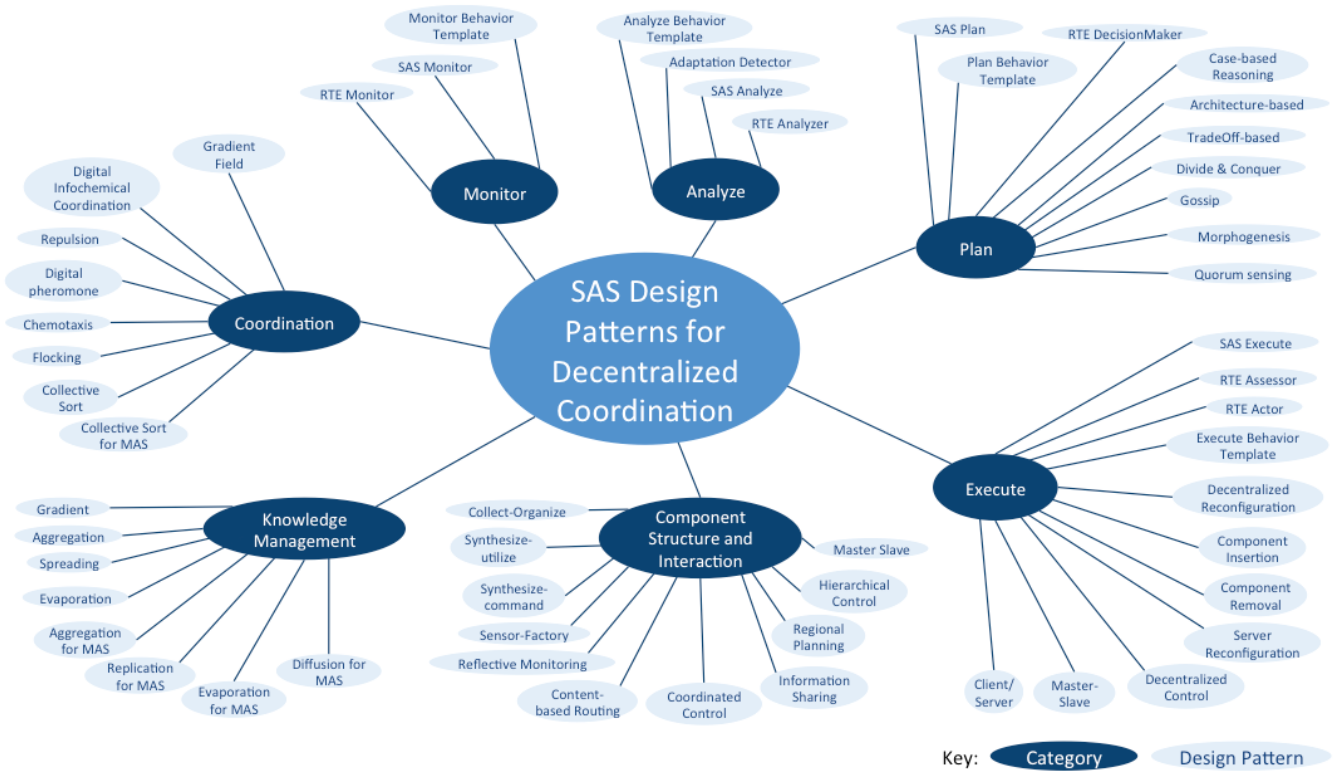 SAS Design
Patterns for
Decentralized
Coordination
Monitor
RTE Monitor
SAS Monitor
Monitor Behavior
Template
Analyze
Analyze Behavior
Template
Adaptation Detector
SAS Analyze
RTE Analyzer
Plan
SAS Plan
Plan Behavior
Template
RTE DecisionMaker
Case-based
Reasoning
Architecture-based
TradeOff-based
Divide & Conquer
Gossip
Morphogenesis
Quorum sensing
Coordination
Gradient
Field
Digital
Infochemical
Coordination
Repulsion
Digital
pheromone
Chemotaxis
Flocking
Collective
Sort
Collective Sort
for MAS
Execute
SAS Execute
RTE Assessor
RTE Actor
Execute Behavior
Template
Decentralized
Reconfiguration
Component
Insertion
Component
Removal
Server
Reconfiguration
Decentralized
Control
Master-
Slave
Client/
Server
Knowledge
Management
Gradient
Aggregation
Spreading
Evaporation
Aggregation
for MAS
Replication
for MAS
Evaporation
for MAS
Diffusion for
MAS
Component
Structure and
Interaction
Collect-Organize
Synthesize-
utilize
Synthesize-
command
Sensor-Factory
Reflective Monitoring
Content-
based Routing
Coordinated
Control
Information
Sharing
Regional
Planning
Hierarchical
Control
Master Slave
Key:
Category
Design Pattern